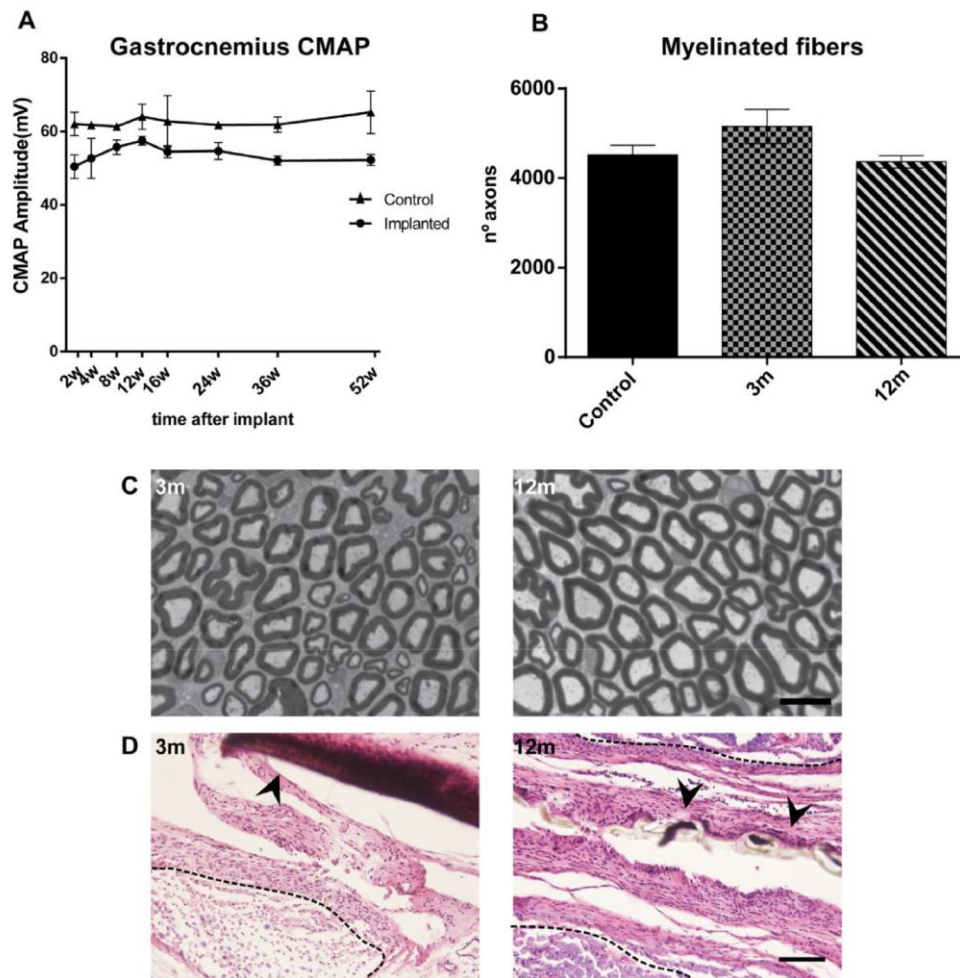 A
Gastrocnemius CMAP
CMAP Amplitude(mV)
80
60
40
20
0
2w
4w
8w
12w
16w
24w
36w
52w
time after implant
Control
Implanted
B
Myelinated fibers
nº axons
6000
4000
2000
0
Control
3m
12m
C
3m
12m
D
3m
12m